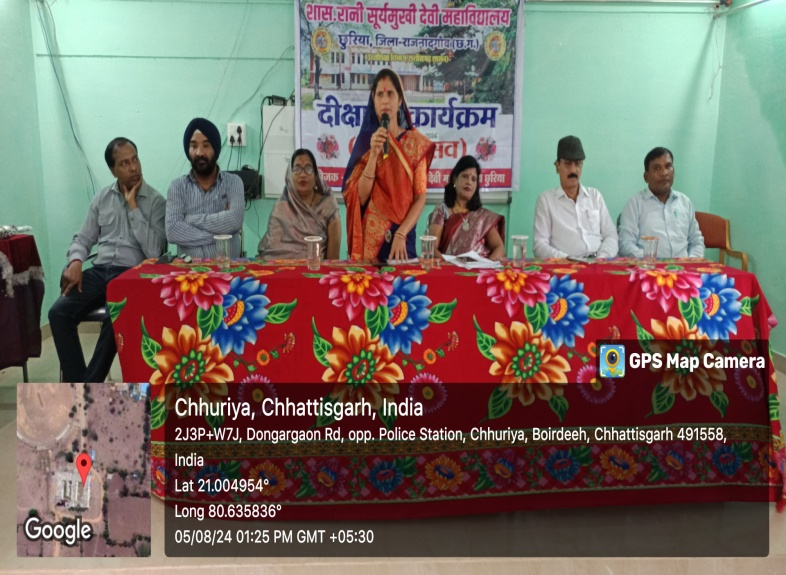 शास. रानी सूर्यमुखी देवी महाविद्यालय
छुरिया, जिला-राजनांदगाँव (छ.ग.)
कार्यक्रम
देवी
छुरिया
GPS Map Camera
Chhuriya, Chhattisgarh, India
2J3P+W7J, Dongargaon Rd, opp. Police Station, Chhuriya, Boirdeeh, Chhattisgarh 491558,
India
Lat 21.004954°
Long 80.635836°
05/08/24 01:25 PM GMT +05:30
Google